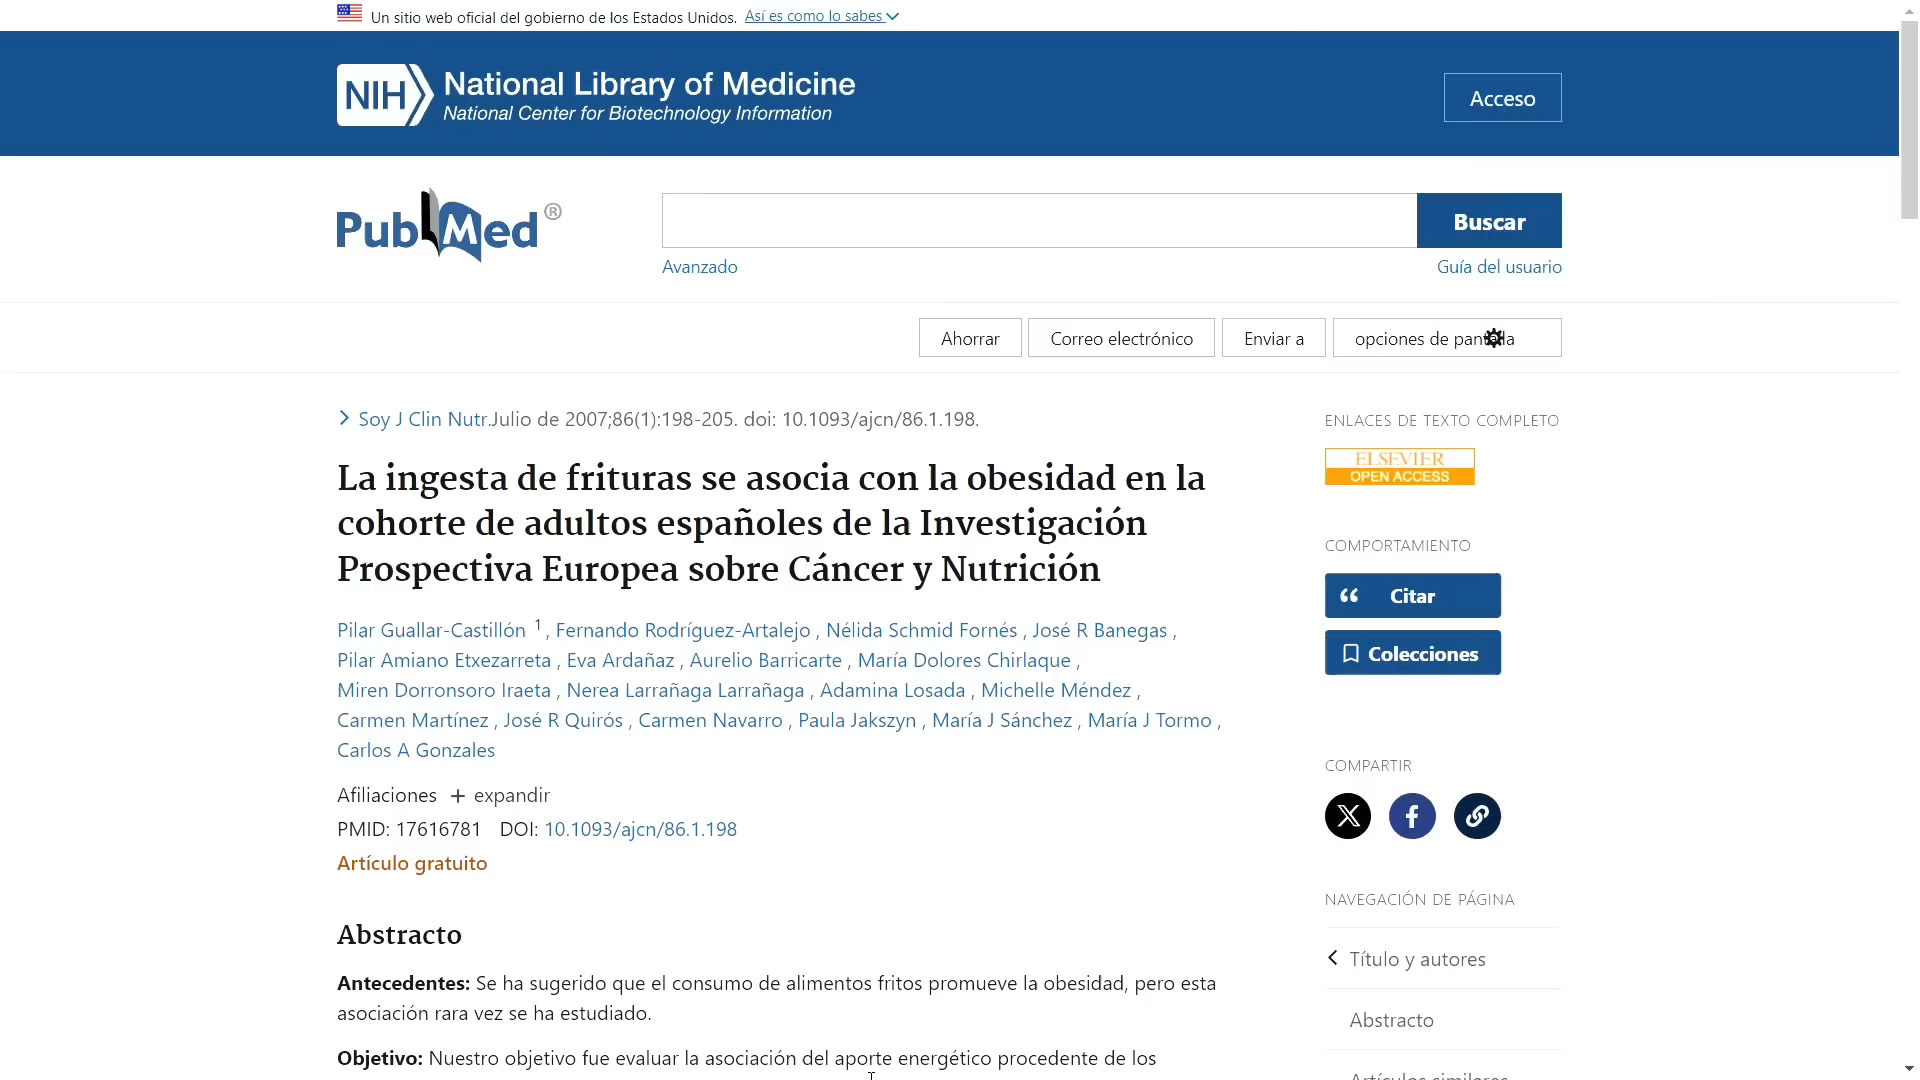 Un sitio web oficial del gobierno de los Estados Unidos. Así es como lo sabes
NIH National Library of Medicine
National Center for Biotechnology Information
Acceso
PubMed®
Buscar
Avanzado
Guía del usuario
Ahorrar
Correo electrónico
Enviar a
opciones de pantalla
Soy J Clin Nutr.Julio de 2007;86(1):198-205. doi: 10.1093/ajcn/86.1.198.
La ingesta de frituras se asocia con la obesidad en la
cohorte de adultos españoles de la Investigación
Prospectiva Europea sobre Cáncer y Nutrición
Pilar Guallar-Castillón 1 , Fernando Rodríguez-Artalejo , Nélida Schmid Fornés , José R Banegas ,
Pilar Amiano Etxezarreta , Eva Ardañaz , Aurelio Barricarte , María Dolores Chirlaque ,
Miren Dorronsoro Iraeta , Nerea Larrañaga Larrañaga , Adamina Losada , Michelle Méndez ,
Carmen Martínez , José R Quirós , Carmen Navarro , Paula Jakszyn , María J Sánchez , María J Tormo ,
Carlos A Gonzales
Afiliaciones + expandir
PMID: 17616781 DOI: 10.1093/ajcn/86.1.198
Artículo gratuito
Abstracto
Antecedentes: Se ha sugerido que el consumo de alimentos fritos promueve la obesidad, pero esta
asociación rara vez se ha estudiado.
Objetivo: Nuestro objetivo fue evaluar la asociación del aporte energético procedente de los
ENLACES DE TEXTO COMPLETO
ELSEVIER
OPEN ACCESS
COMPORTAMIENTO
Citar
Colecciones
COMPARTIR
NAVEGACIÓN DE PÁGINA
Título y autores
Abstracto
Artículos similares